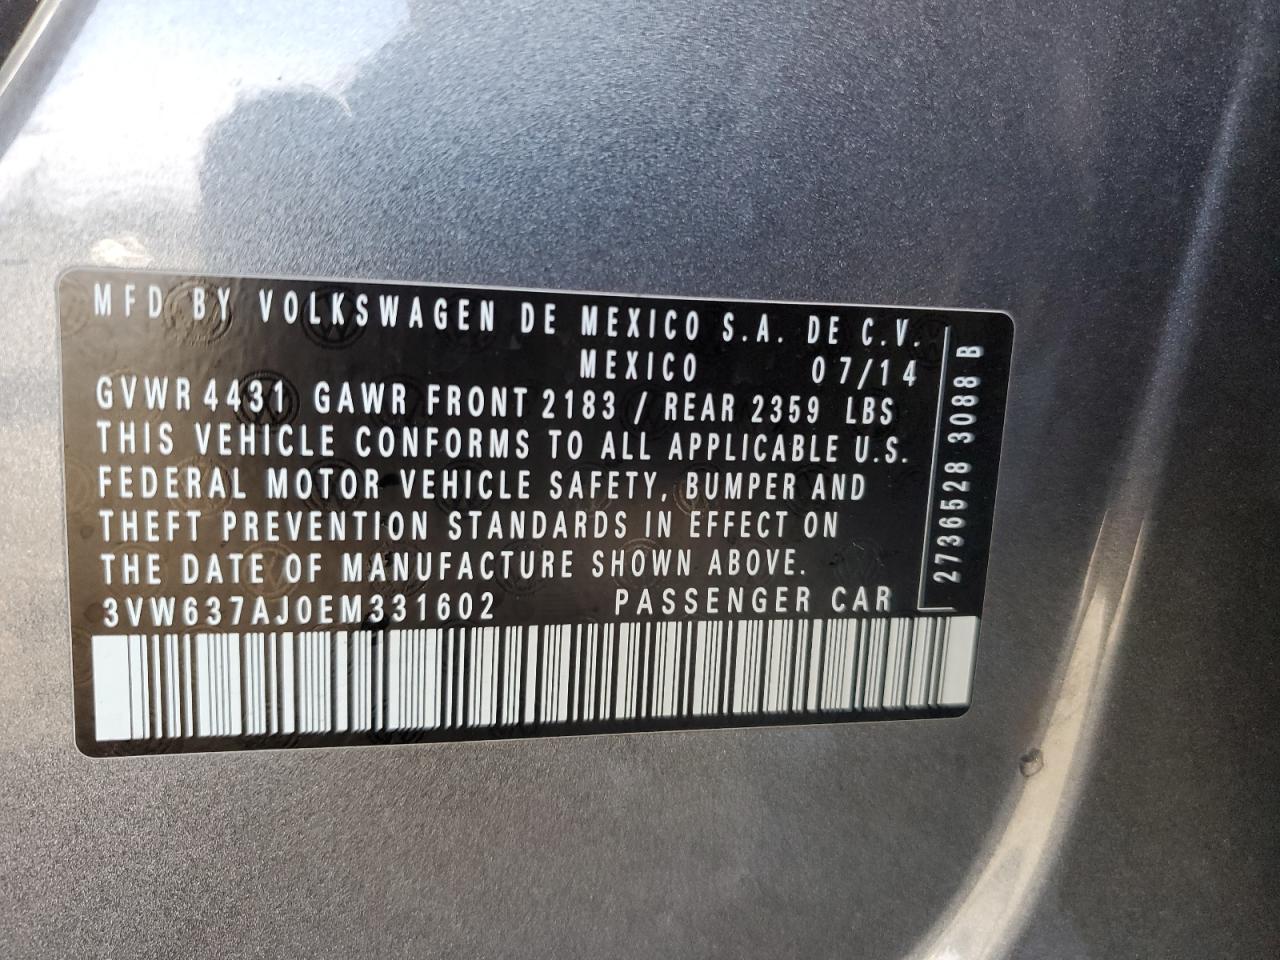 MFD BY VOLKSWAGEN DE MEXICO S.A. DE C.V.
MEXICO 07/14
GVWR 4431 GAWR FRONT 2183 / REAR 2359 LBS
THIS VEHICLE CONFORMS TO ALL APPLICABLE U.S.
FEDERAL MOTOR VEHICLE SAFETY, BUMPER AND
THEFT PREVENTION STANDARDS IN EFFECT ON
THE DATE OF MANUFACTURE SHOWN ABOVE.
3VW637AJ0EM331602 PASSENGER CAR
2736528 3088 B